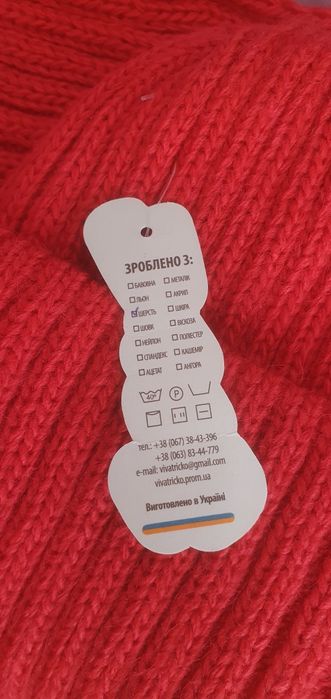 ЗРОБЛЕНО З:
☐ БАВОВНА ☐ МЕТАЛІК
☐ ЛЬОН ☐ АКРИЛ
☑ ШЕРСТЬ ☐ ШКІРА
☐ ШОВК ☐ ВІСКОЗА
☐ НЕЙЛОН ☐ ПОЛІЕСТЕР
☐ СПАНДЕКС ☐ КАШЕМІР
☐ АЦЕТАТ ☐ АНГОРА
40° P
тел.: +38 (067) 38-43-396
+38 (063) 83-44-779
e-mail: vivatricko@gmail.com
vivatricko.prom.ua
Виготовлено в Україні